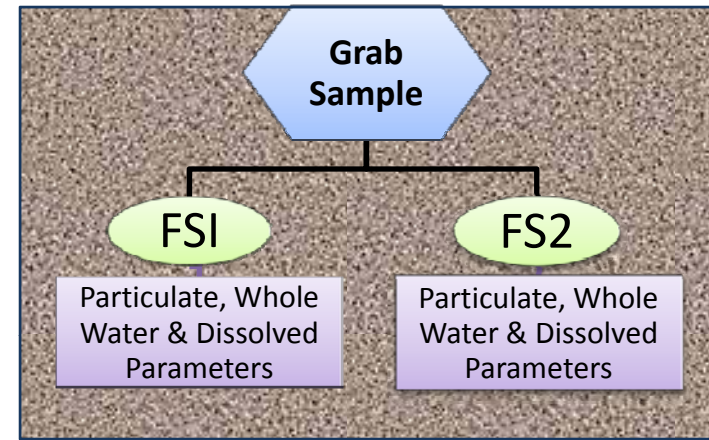 Grab
Sample
FSI
FS2
Particulate, Whole
Water & Dissolved
Parameters
Particulate, Whole
Water & Dissolved
Parameters